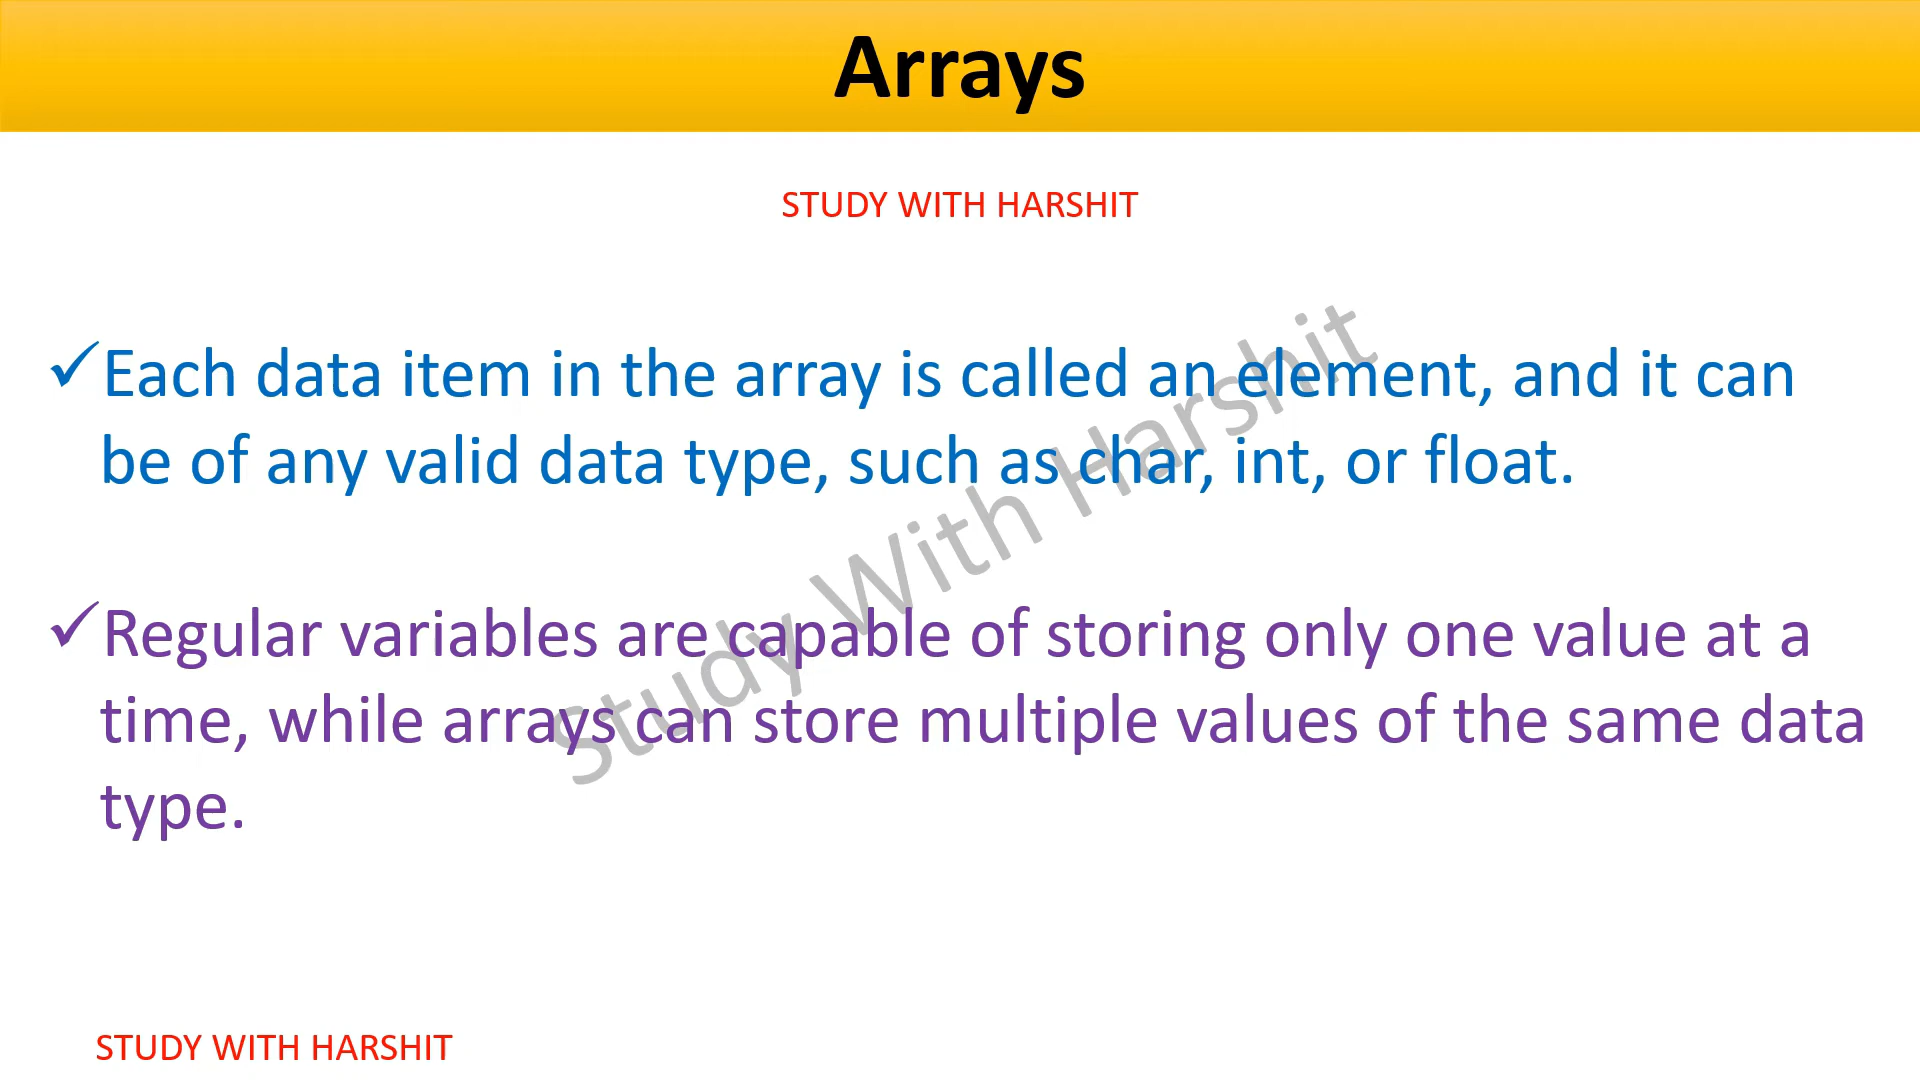 Arrays
STUDY WITH HARSHIT
✓Each data item in the array is called an element, and it can
be of any valid data type, such as char, int, or float.
✓Regular variables are capable of storing only one value at a
time, while arrays can store multiple values of the same data
type.
Study With Harshit
STUDY WITH HARSHIT